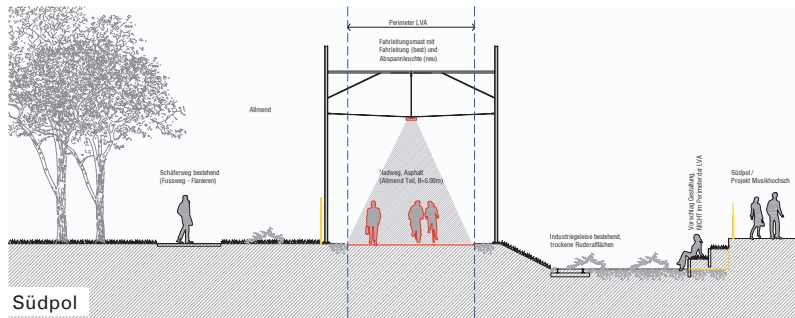 Perimeter LVA
Fahrleitungsmast mit
Fahrleitung (best) und
Abspannleuchte (neu)
Allmend
Schäferweg bestehend
(Fussweg - Flanieren)
Radweg, Asphalt
(Allmend Teil, B=5.00m)
Industriegeleise bestehend,
trockene Ruderalflächen
Vorschlag Gestaltung,
NICHT im Perimeter der LVA
Südpol /
Projekt Musikhochsch
Südpol